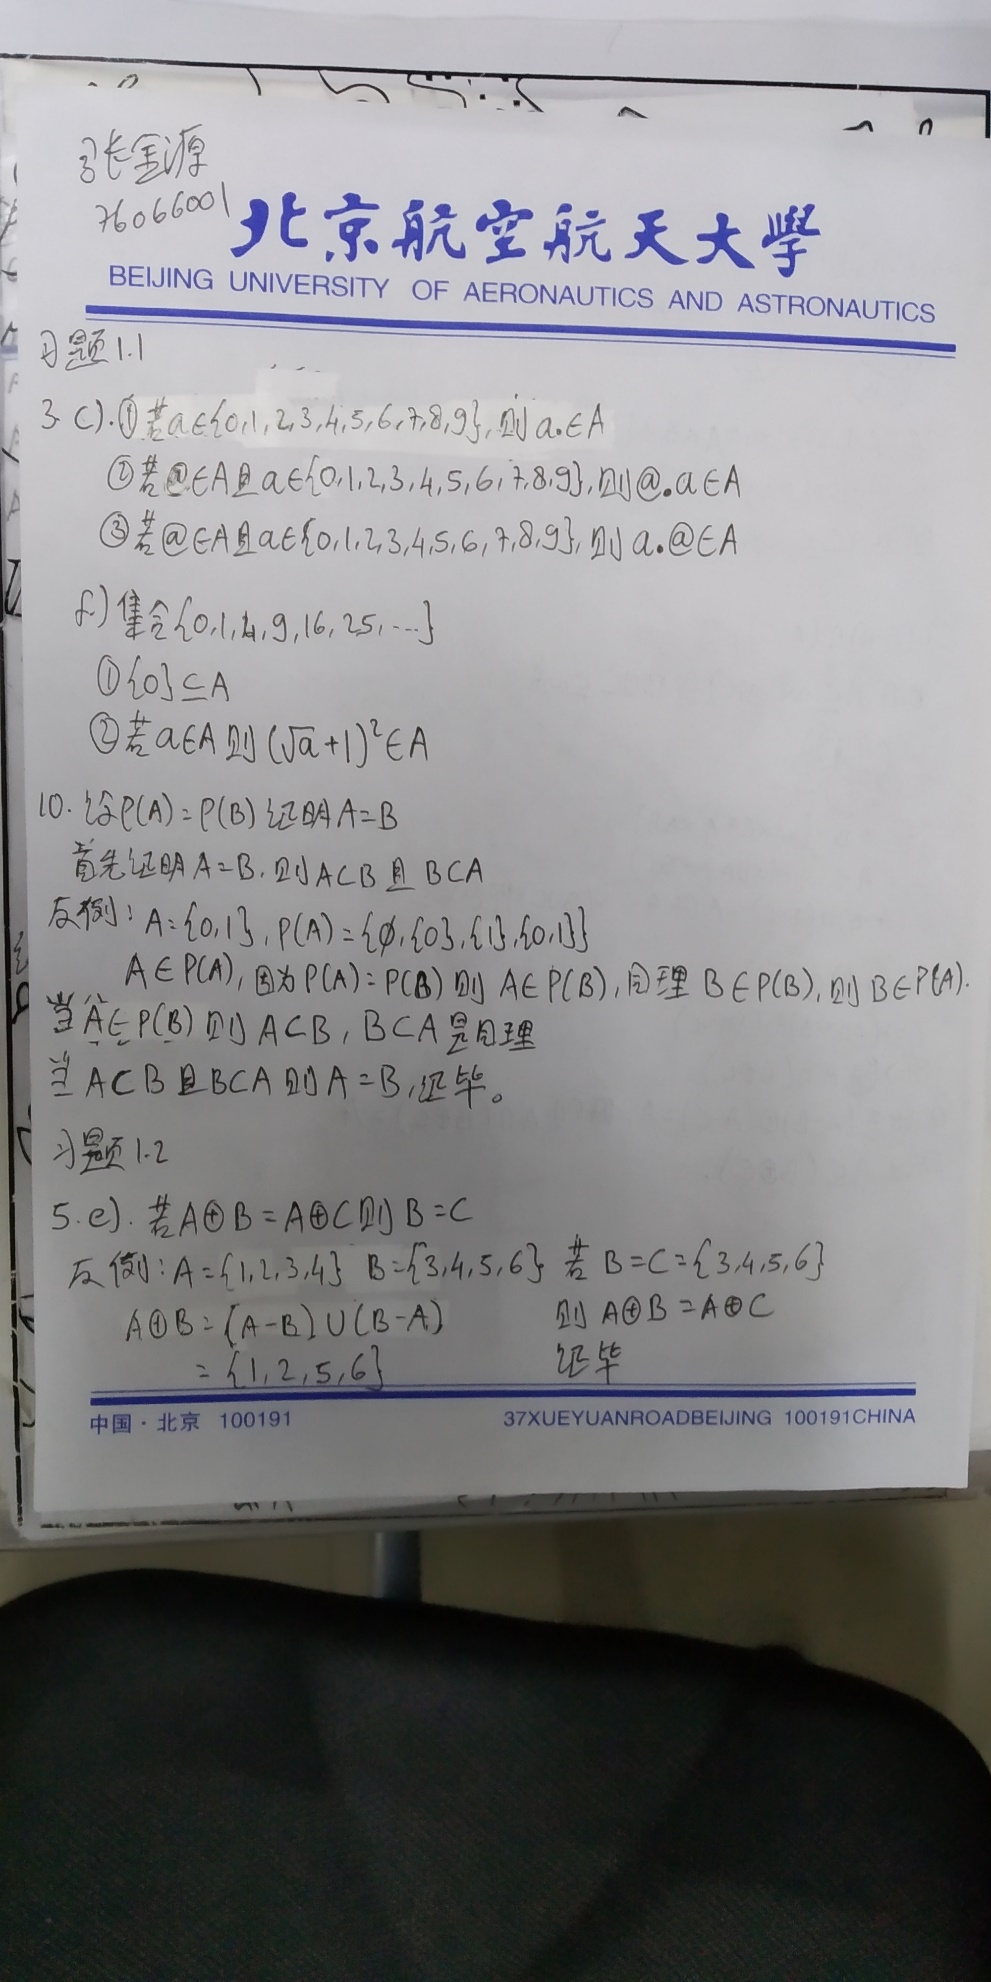 张金源
76066001
北京航空航天大學
BEIJING UNIVERSITY OF AERONAUTICS AND ASTRONAUTICS
习题1.1
3 c).①若a∈{0,1,2,3,4,5,6,7,8,9},则a.∈A
②若@∈A且a∈{0,1,2,3,4,5,6,7,8,9},则@.a∈A
③若@∈A且a∈{0,1,2,3,4,5,6,7,8,9},则a.@∈A
f.)集合{0,1,4,9,16,25,...}
①{0}⊆A
②若a∈A则(√a+1)²∈A
10. 给P(A)=P(B)证明A=B
首先证明A=B.则A⊂B且B⊂A
反例: A={0,1},P(A)={∅,{0},{1},{0,1}}
A∈P(A),因为P(A)=P(B)则A∈P(B),同理B∈P(B),则B∈P(A).
当A∈P(B)则A⊂B,B⊂A是同理
当A⊂B且B⊂A则A=B,证毕。
习题1.2
5.e). 若A⊕B=A⊕C则B=C
反例:A={1,2,3,4} B={3,4,5,6} 若B=C={3,4,5,6}
A⊕B=(A-B)∪(B-A) 则A⊕B=A⊕C
={1,2,5,6} 证毕
中国·北京 100191 37XUEYUANROADBEIJING 100191CHINA